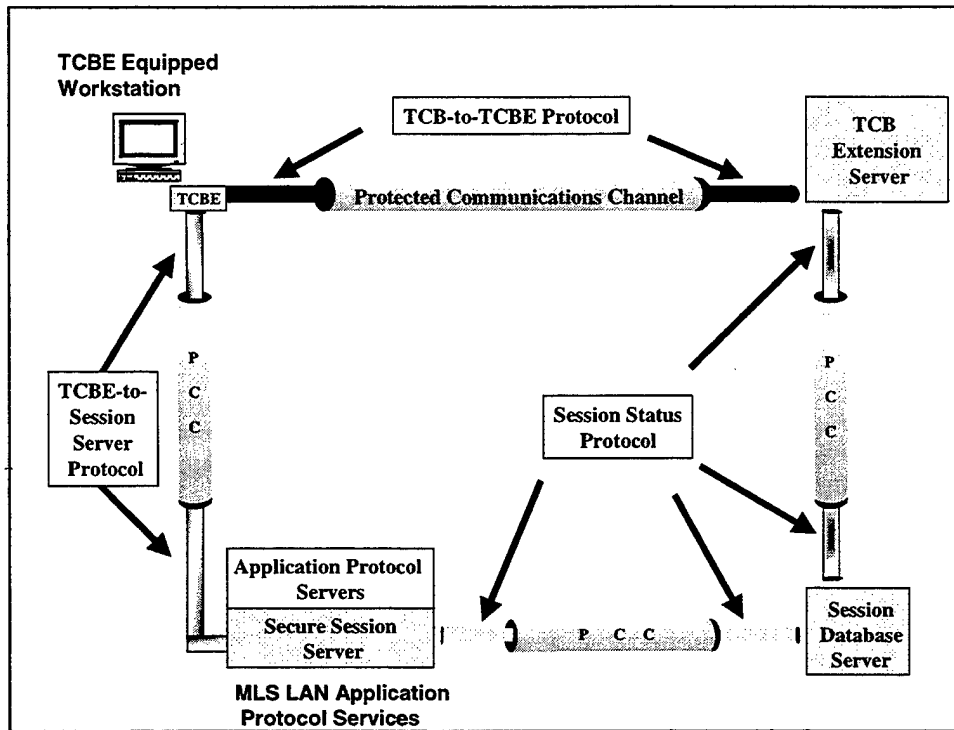 TCBE Equipped
Workstation
TCB-to-TCBE Protocol
TCB
Extension
Server
TCBE
Protected Communications Channel
P
C
C
P
C
C
TCBE-to-
Session
Server
Protocol
Session Status
Protocol
Application Protocol
Servers
Secure Session
Server
P C C
Session
Database
Server
MLS LAN Application
Protocol Services